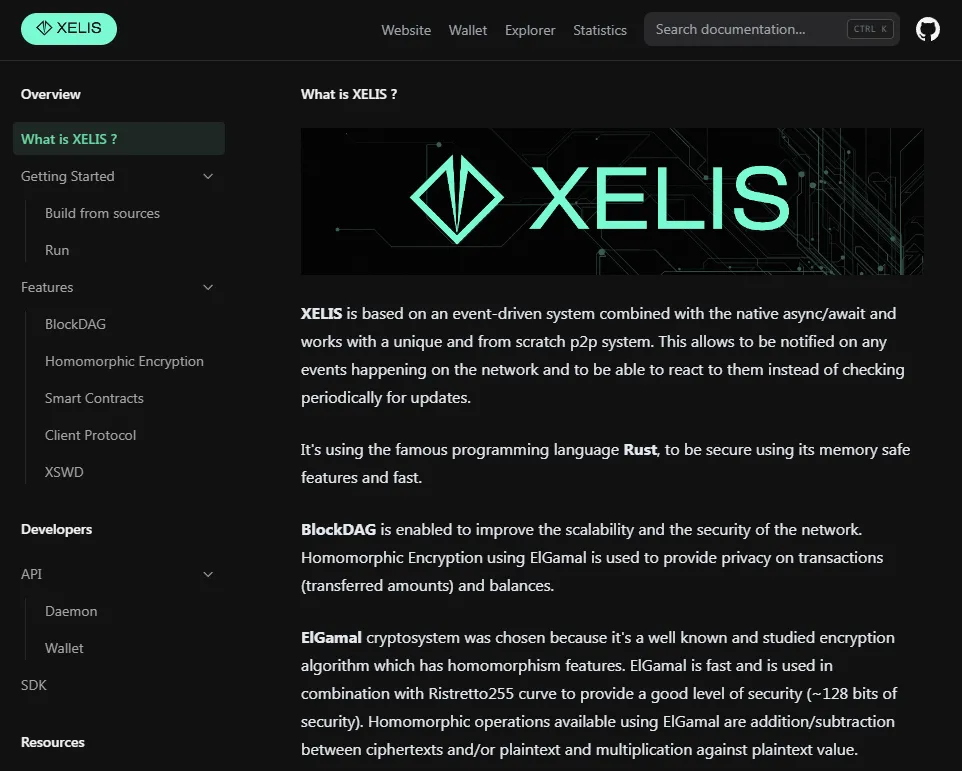 XELIS
Website Wallet Explorer Statistics Search documentation... CTRL K
Overview
What is XELIS ?
Getting Started
Build from sources
Run
Features
BlockDAG
Homomorphic Encryption
Smart Contracts
Client Protocol
XSWD
Developers
API
Daemon
Wallet
SDK
Resources
What is XELIS ?
XELIS
XELIS is based on an event-driven system combined with the native async/await and
works with a unique and from scratch p2p system. This allows to be notified on any
events happening on the network and to be able to react to them instead of checking
periodically for updates.
It's using the famous programming language Rust, to be secure using its memory safe
features and fast.
BlockDAG is enabled to improve the scalability and the security of the network.
Homomorphic Encryption using ElGamal is used to provide privacy on transactions
(transferred amounts) and balances.
ElGamal cryptosystem was chosen because it's a well known and studied encryption
algorithm which has homomorphism features. ElGamal is fast and is used in
combination with Ristretto255 curve to provide a good level of security (~128 bits of
security). Homomorphic operations available using ElGamal are addition/subtraction
between ciphertexts and/or plaintext and multiplication against plaintext value.